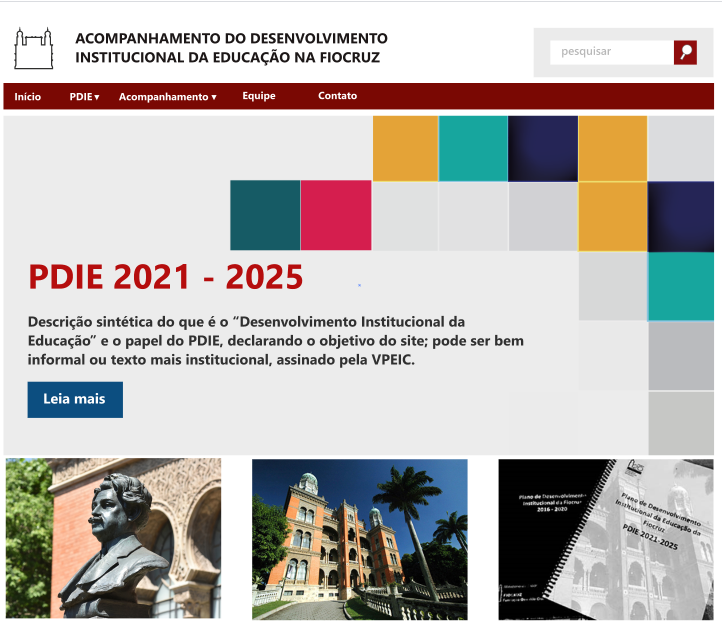 ACOMPANHAMENTO DO DESENVOLVIMENTO
INSTITUCIONAL DA EDUCAÇÃO NA FIOCRUZ
pesquisar
Início PDIE▾ Acompanhamento ▾ Equipe Contato
PDIE 2021 - 2025
Descrição sintética do que é o “Desenvolvimento Institucional da
Educação” e o papel do PDIE, declarando o objetivo do site; pode ser bem
informal ou texto mais institucional, assinado pela VPEIC.
Leia mais
Plano de Desenvolvimento
Institucional da Fiocruz
2016 - 2020
Plano de Desenvolvimento
Institucional da Educação da
Fiocruz
PDIE 2021-2025